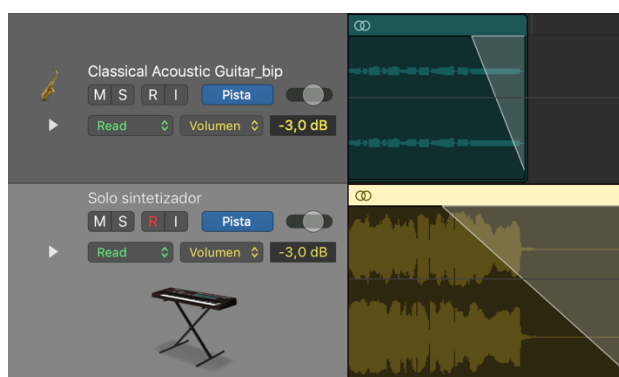 Classical Acoustic Guitar_bip
M S R I Pista
Read Volumen -3,0 dB
Solo sintetizador
M S R I Pista
Read Volumen -3,0 dB